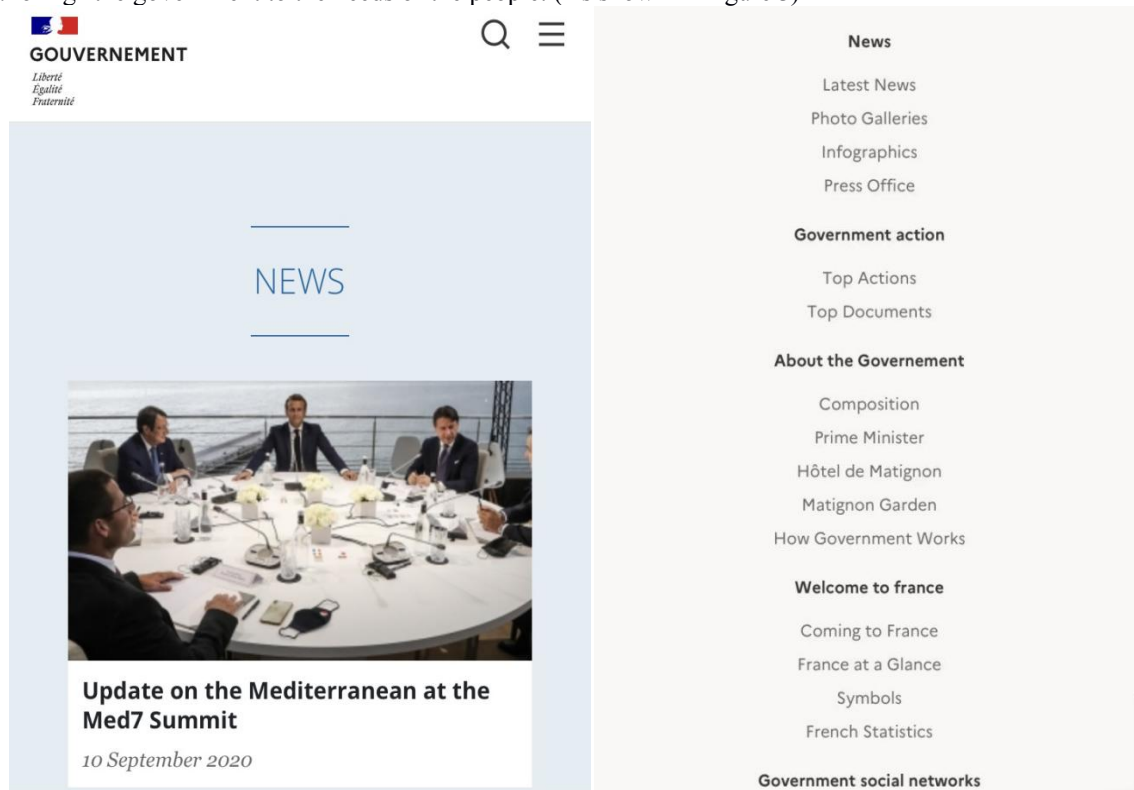 GOUVERNEMENT
Liberté
Égalité
Fraternité
NEWS
Update on the Mediterranean at the
Med7 Summit
10 September 2020
News
Latest News
Photo Galleries
Infographics
Press Office
Government action
Top Actions
Top Documents
About the Governement
Composition
Prime Minister
Hôtel de Matignon
Matignon Garden
How Government Works
Welcome to france
Coming to France
France at a Glance
Symbols
French Statistics
Government social networks